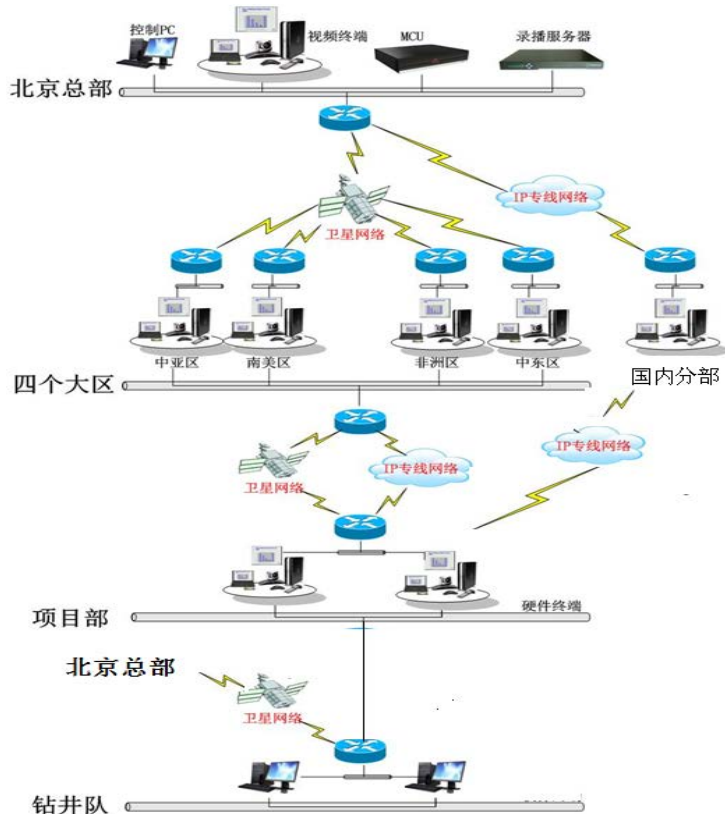 控制PC
视频终端
MCU
录播服务器
北京总部
IP专线网络
卫星网络
中亚区
南美区
非洲区
中东区
四个大区
国内分部
卫星网络
IP专线网络
IP专线网络
硬件终端
项目部
北京总部
卫星网络
钻井队